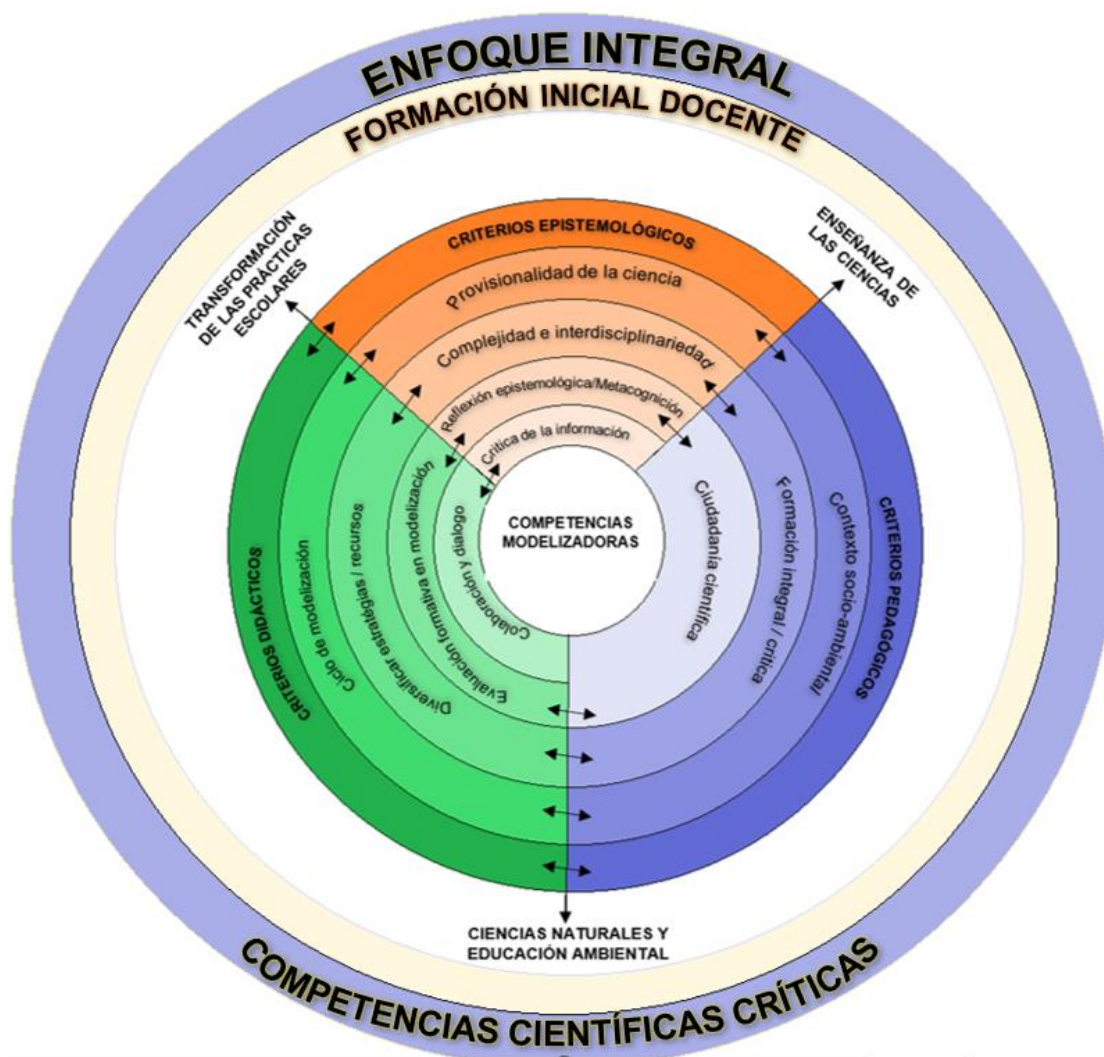 ENFOQUE INTEGRAL
FORMACIÓN INICIAL DOCENTE
TRANSFORMACIÓN
DE LAS PRÁCTICAS
ESCOLARES
ENSEÑANZA DE
LAS CIENCIAS
CRITERIOS EPISTEMOLÓGICOS
Provisionalidad de la ciencia
Complejidad e interdisciplinariedad
Reflexión epistemológica/Metacognición
Critica de la información
COMPETENCIAS
MODELIZADORAS
CRITERIOS DIDÁCTICOS
Ciclo de modelización
Diversificar estratégias / recursos
Evaluación formativa en modelización
Colaboración y dialogo
Ciudadanía científica
Formación integral / crítica
Contexto socio-ambiental
CRITERIOS PEDAGÓGICOS
CIENCIAS NATURALES Y
EDUCACIÓN AMBIENTAL
COMPETENCIAS CIENTÍFICAS CRÍTICAS